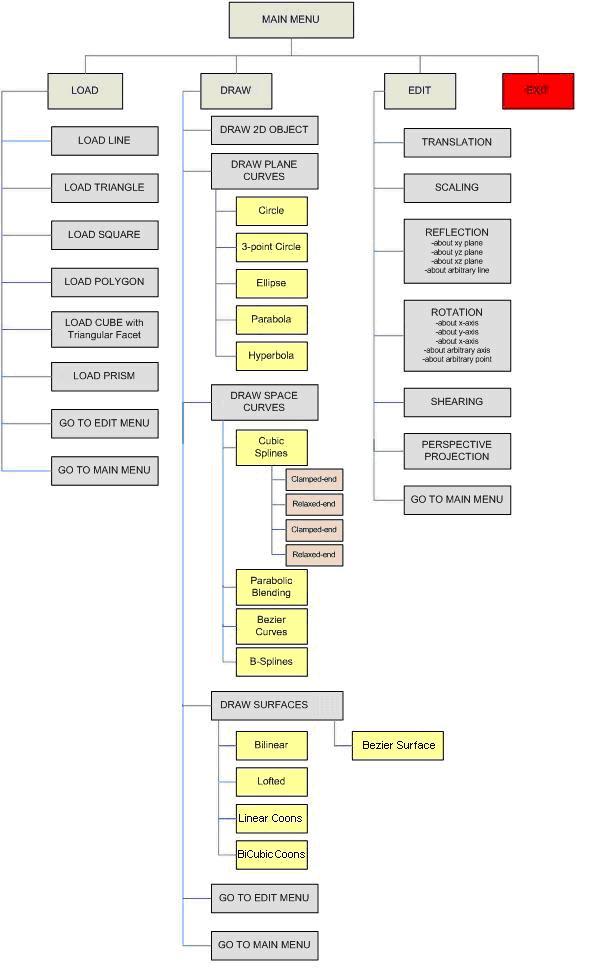 MAIN MENU
LOAD
DRAW
EDIT
EXIT
LOAD LINE
LOAD TRIANGLE
LOAD SQUARE
LOAD POLYGON
LOAD CUBE with
Triangular Facet
LOAD PRISM
GO TO EDIT MENU
GO TO MAIN MENU
DRAW 2D OBJECT
DRAW PLANE
CURVES
Circle
3-point Circle
Ellipse
Parabola
Hyperbola
DRAW SPACE
CURVES
Cubic
Splines
Clamped-end
Relaxed-end
Clamped-end
Relaxed-end
Parabolic
Blending
Bezier
Curves
B-Splines
DRAW SURFACES
Bilinear
Bezier Surface
Lofted
Linear Coons
BiCubic Coons
GO TO EDIT MENU
GO TO MAIN MENU
TRANSLATION
SCALING
REFLECTION
-about xy plane
-about yz plane
-about xz plane
-about arbitrary line
ROTATION
-about x-axis
-about y-axis
-about x-axis
-about arbitrary axis
-about arbitrary point
SHEARING
PERSPECTIVE
PROJECTION
GO TO MAIN MENU